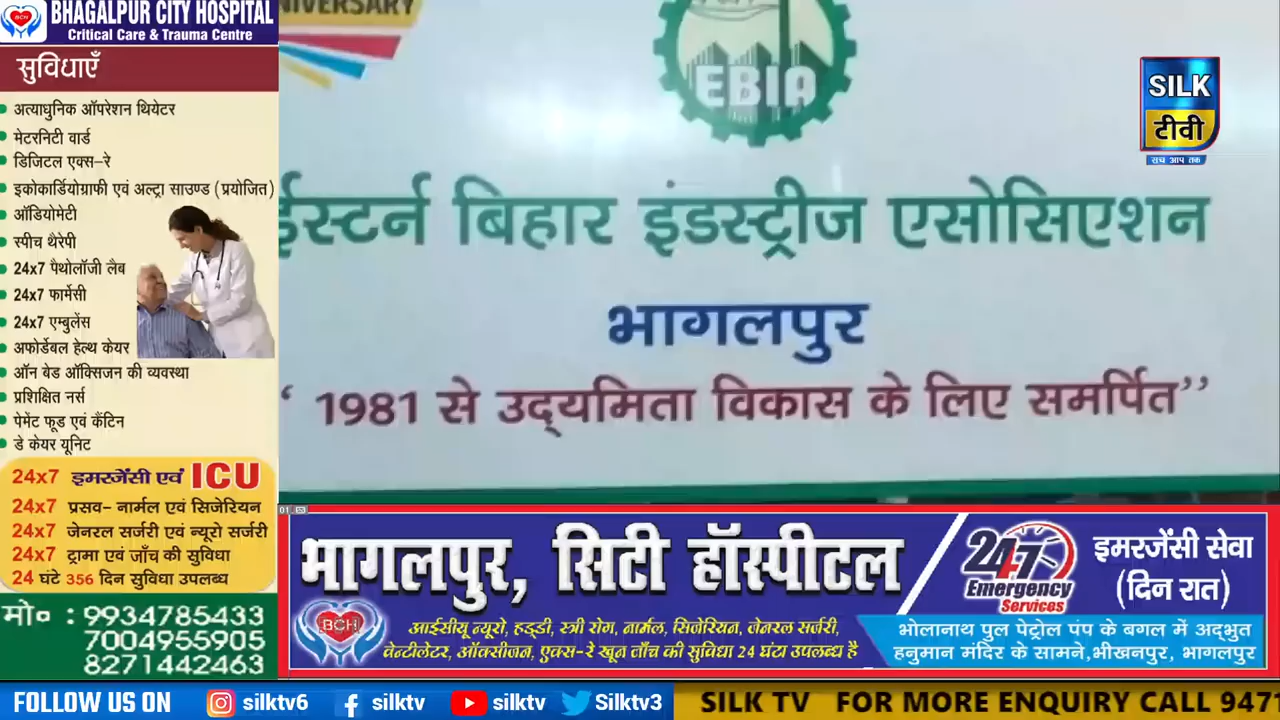 BHAGALPUR CITY HOSPITAL
Critical Care & Trauma Centre
BCH
सुविधाएँ
अत्याधुनिक ऑपरेशन थियेटर
मेटरनिटी वार्ड
डिजिटल एक्स-रे
इकोकार्डियोग्राफी एवं अल्ट्रा साउण्ड (प्रयोजित)
ऑडियोमेटी
स्पीच थैरेपी
24x7 पैथोलॉजी लैब
24x7 फार्मेसी
24x7 एम्बुलेंस
अफोर्डेबल हेल्थ केयर
ऑन बेड ऑक्सिजन की व्यवस्था
प्रशिक्षित नर्स
पेमेंट फूड एवं कैंटिन
डे केयर यूनिट
24x7 इमरजेंसी एवं ICU
24x7 प्रसव- नार्मल एवं सिजेरियन
24x7 जेनरल सर्जरी एवं न्यूरो सर्जरी
24x7 ट्रामा एवं जाँच की सुविधा
24 घंटे 356 दिन सुविधा उपलब्ध
मो० : 9934785433
7004955905
8271442463
NIVERSARY
EBIA
ईस्टर्न बिहार इंडस्ट्रीज एसोसिएशन
भागलपुर
‘ 1981 से उद्यमिता विकास के लिए समर्पित’’
SILK
टीवी
सच आप तक
भागलपुर, सिटी हॉस्पीटल
BCH
आईसीयू न्यूरो, हड्डी, स्त्री रोग, नार्मल, सिजेरियन, जेनरल सर्जरी,
वेन्टीलेटर, ऑक्सीजन, एक्स-रे खून जाँच की सुविधा 24 घंटा उपलब्ध है
24x7
Emergency
Services
इमरजेंसी सेवा
(दिन रात)
भोलानाथ पुल पेट्रोल पंप के बगल में अद्भुत
हनुमान मंदिर के सामने,भीखनपुर, भागलपुर
FOLLOW US ON silktv6 silktv silktv Silktv3 SILK TV FOR MORE ENQUIRY CALL 947